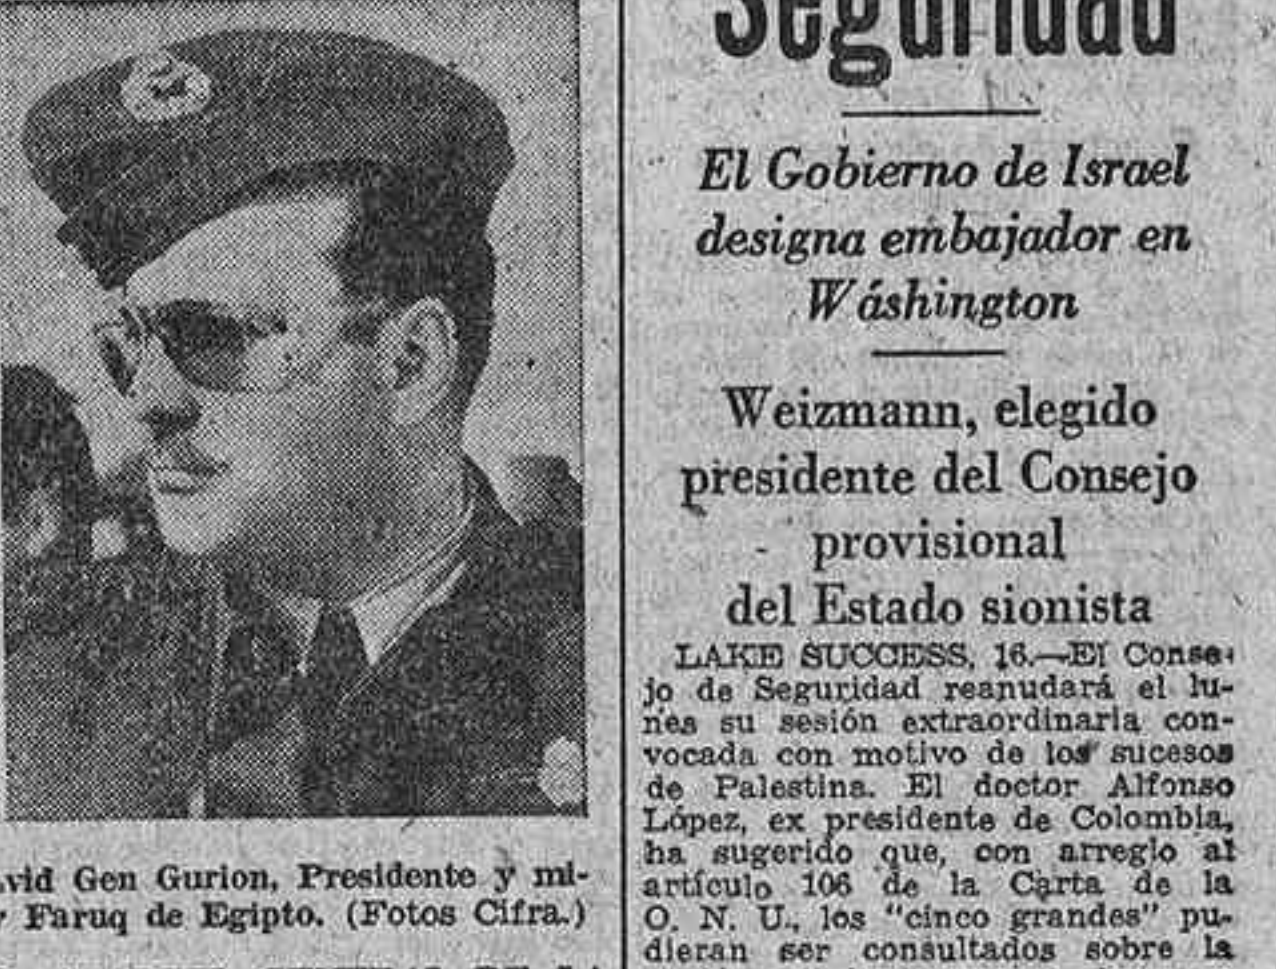 Seguridad
El Gobierno de Israel
designa embajador en
Wáshington
Weizmann, elegido
presidente del Consejo
provisional
del Estado sionista
LAKE SUCCESS, 16.—El Conse-
jo de Seguridad reanudará el lu-
nes su sesión extraordinaria con-
vocada con motivo de los sucesos
de Palestina. El doctor Alfonso
López, ex presidente de Colombia,
ha sugerido que, con arreglo al
artículo 106 de la Carta de la
O. N. U., los "cinco grandes" pu-
dieran ser consultados sobre la
vid Gen Gurion, Presidente y mi-
Faruq de Egipto. (Fotos Cifra.)